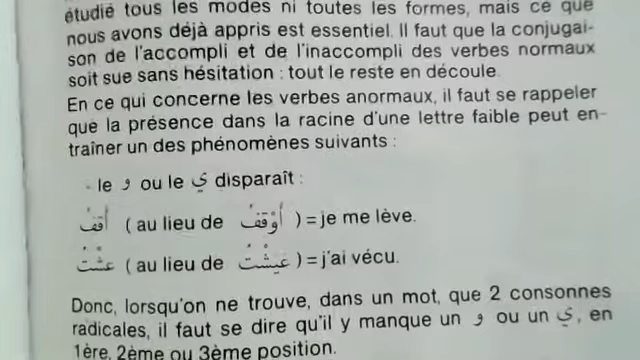 étudié tous les modes ni toutes les formes, mais ce que
nous avons déjà appris est essentiel. Il faut que la conjugai-
son de l'accompli et de l'inaccompli des verbes normaux
soit sue sans hésitation : tout le reste en découle.
En ce qui concerne les verbes anormaux, il faut se rappeler
que la présence dans la racine d'une lettre faible peut en-
traîner un des phénomènes suivants :
- le و ou le ي disparaît :
أَقِفُ ( au lieu de أَوْقِفُ ) = je me lève.
عِشْتُ ( au lieu de عَيِشْتُ ) = j'ai vécu.
Donc, lorsqu'on ne trouve, dans un mot, que 2 consonnes
radicales, il faut se dire qu'il y manque un و ou un ي, en
1ère, 2ème ou 3ème position.